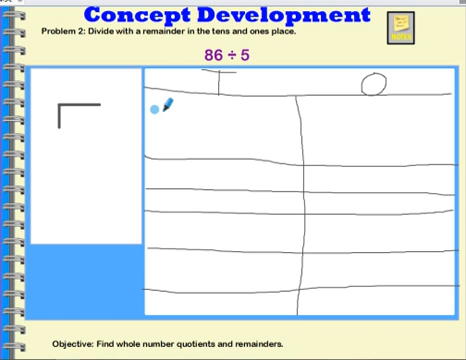 Concept Development
Problem 2: Divide with a remainder in the tens and ones place.
NOTES
86 ÷ 5
T O
Objective: Find whole number quotients and remainders.